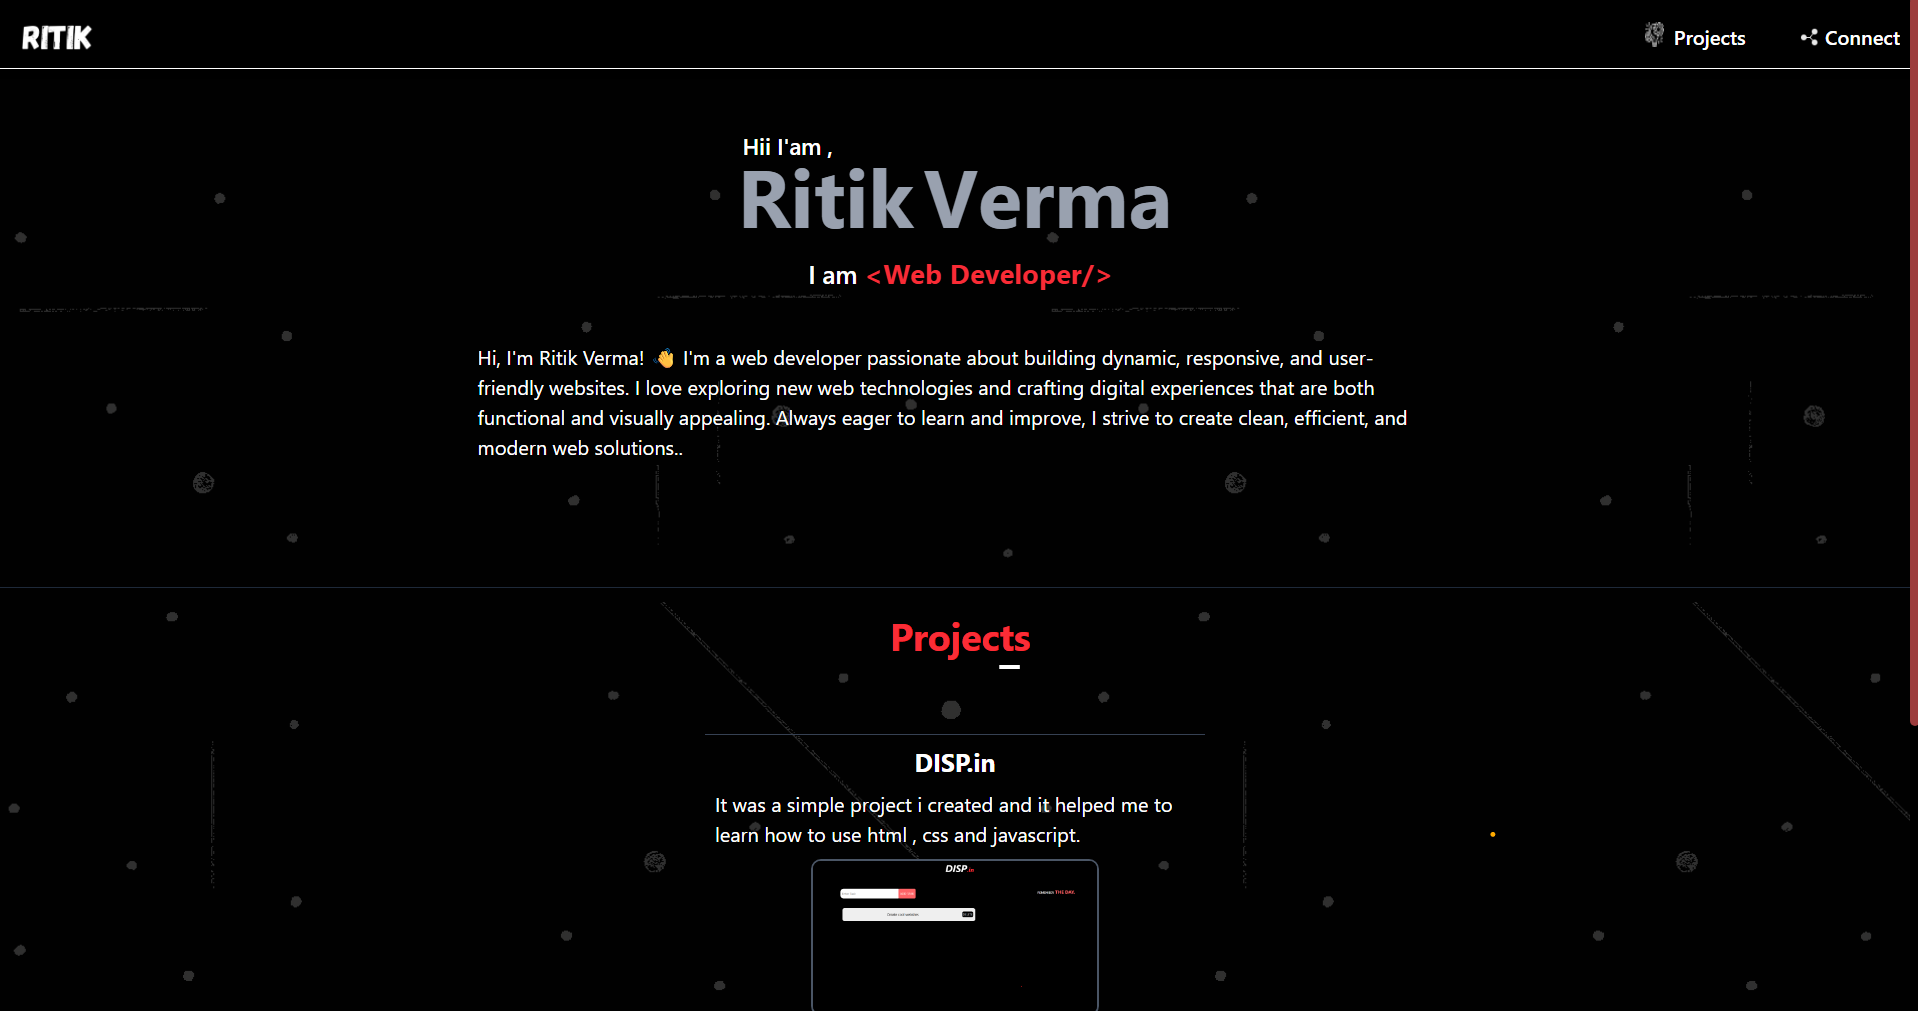 RITIK
Projects
Connect
Hii I'am ,
Ritik Verma
I am <Web Developer/>
Hi, I'm Ritik Verma! 👋 I'm a web developer passionate about building dynamic, responsive, and user-
friendly websites. I love exploring new web technologies and crafting digital experiences that are both
functional and visually appealing. Always eager to learn and improve, I strive to create clean, efficient, and
modern web solutions..
Projects
DISP.in
It was a simple project i created and it helped me to
learn how to use html , css and javascript.
DISP.in
THE DAY.